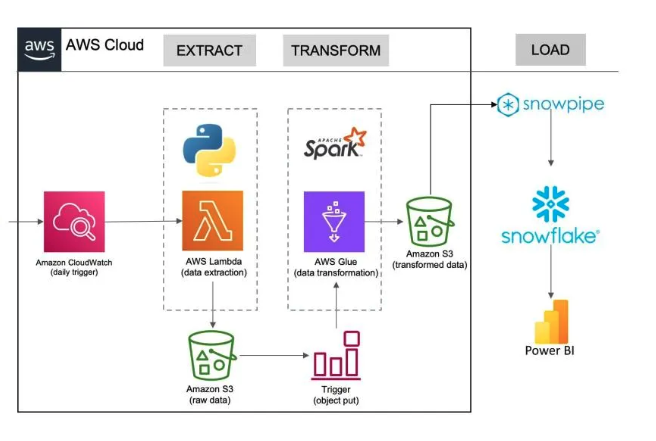 aws
AWS Cloud
EXTRACT
TRANSFORM
LOAD
APACHE
Spark
snowpipe
Amazon CloudWatch
(daily trigger)
AWS Lambda
(data extraction)
AWS Glue
(data transformation)
Amazon S3
(transformed data)
snowflake®
Amazon S3
(raw data)
Trigger
(object put)
Power BI